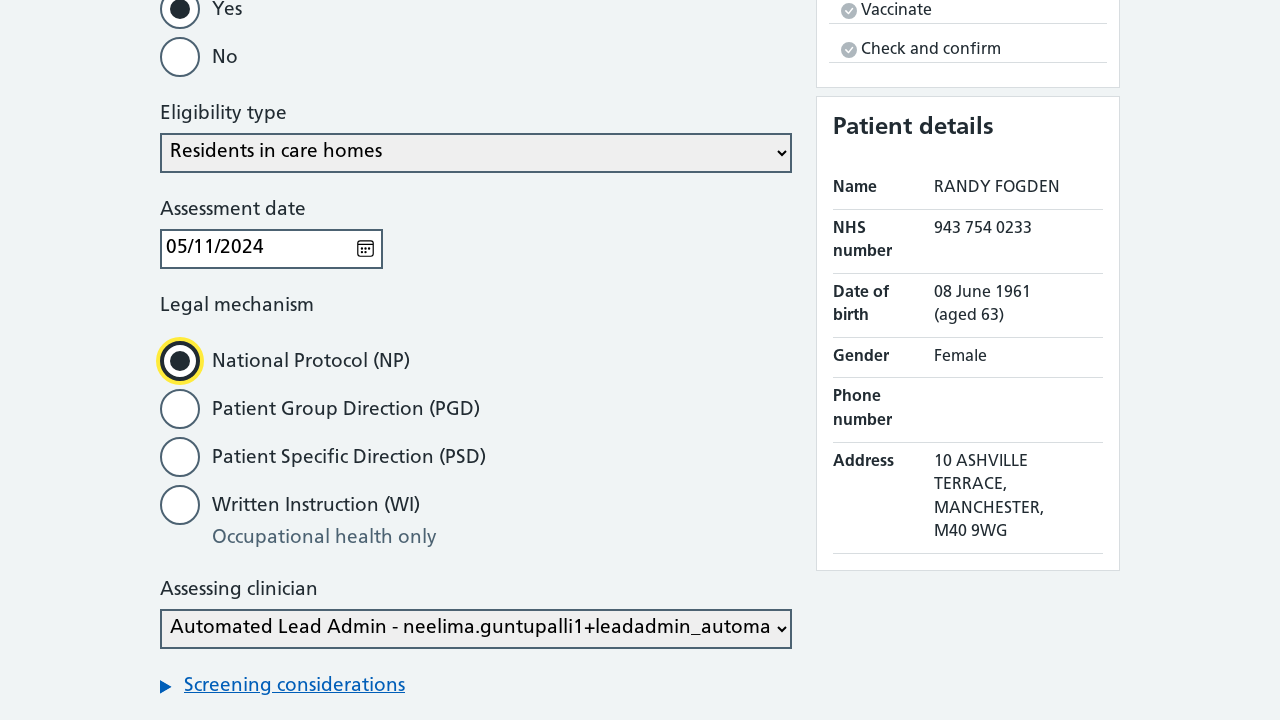 Yes
No
Eligibility type
Residents in care homes
Assessment date
05/11/2024
Legal mechanism
National Protocol (NP)
Patient Group Direction (PGD)
Patient Specific Direction (PSD)
Written Instruction (WI)
Occupational health only
Assessing clinician
Automated Lead Admin - neelima.guntupalli1+leadadmin_automa
Screening considerations
Vaccinate
Check and confirm
Patient details
Name RANDY FOGDEN
NHS 943 754 0233
number
Date of 08 June 1961
birth (aged 63)
Gender Female
Phone
number
Address 10 ASHVILLE
TERRACE,
MANCHESTER,
M40 9WG